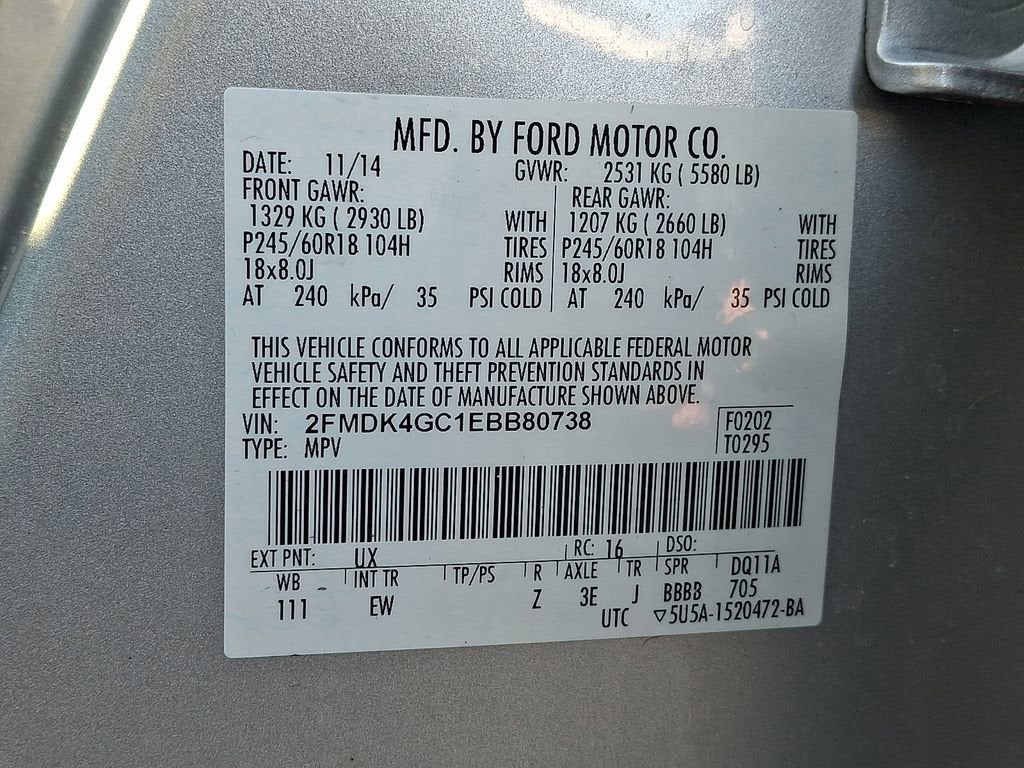 MFD. BY FORD MOTOR CO.
DATE: 11/14 GVWR: 2531 KG ( 5580 LB)
FRONT GAWR: REAR GAWR:
1329 KG ( 2930 LB) WITH 1207 KG ( 2660 LB) WITH
P245/60R18 104H TIRES P245/60R18 104H TIRES
18x8.0J RIMS 18x8.0J RIMS
AT 240 kPa/ 35 PSI COLD AT 240 kPa/ 35 PSI COLD
THIS VEHICLE CONFORMS TO ALL APPLICABLE FEDERAL MOTOR
VEHICLE SAFETY AND THEFT PREVENTION STANDARDS IN
EFFECT ON THE DATE OF MANUFACTURE SHOWN ABOVE.
VIN: 2FMDK4GC1EBB80738 F0202
TYPE: MPV T0295
EXT PNT: UX RC: 16 DSO:
WB INT TR TP/PS R AXLE TR SPR DQ11A
111 EW Z 3E J BBBB 705
UTC ▽5U5A-1520472-BA